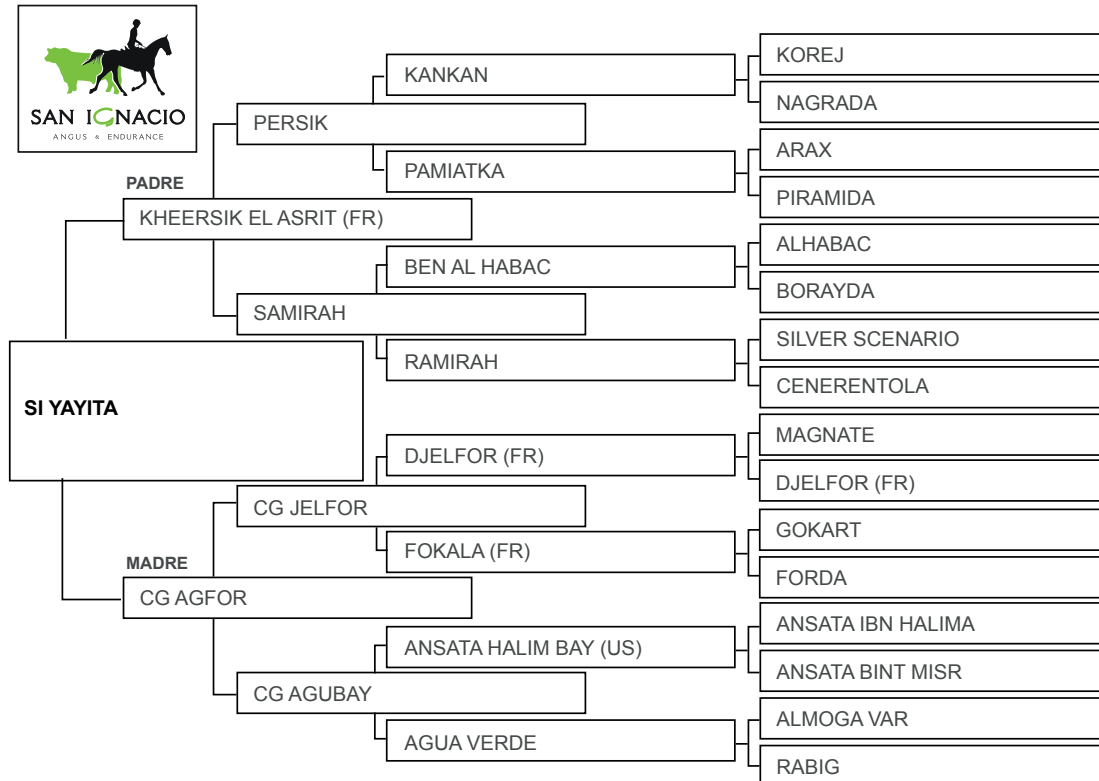 SAN IGNACIO
ANGUS & ENDURANCE
KOREJ
KANKAN
NAGRADA
PERSIK
ARAX
PAMIATKA
PIRAMIDA
PADRE
KHEERSIK EL ASRIT (FR)
ALHABAC
BEN AL HABAC
BORAYDA
SAMIRAH
SILVER SCENARIO
RAMIRAH
CENERENTOLA
SI YAYITA
MAGNATE
DJELFOR (FR)
DJELFOR (FR)
CG JELFOR
GOKART
FOKALA (FR)
FORDA
MADRE
CG AGFOR
ANSATA IBN HALIMA
ANSATA HALIM BAY (US)
ANSATA BINT MISR
CG AGUBAY
ALMOGA VAR
AGUA VERDE
RABIG